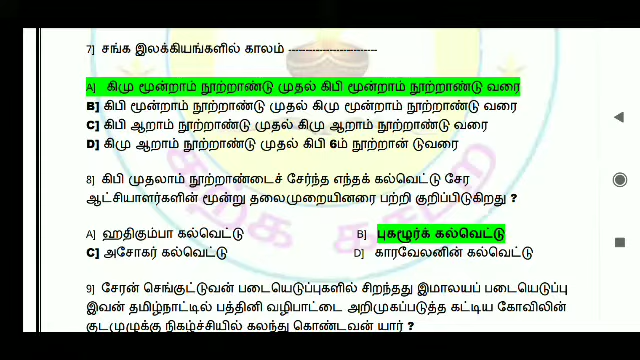 7] சங்க இலக்கியங்களில் காலம் --------------------------
A] கிமு மூன்றாம் நூற்றாண்டு முதல் கிபி மூன்றாம் நூற்றாண்டு வரை
B] கிபி மூன்றாம் நூற்றாண்டு முதல் கிமு மூன்றாம் நூற்றாண்டு வரை
C] கிபி ஆறாம் நூற்றாண்டு முதல் கிமு ஆறாம் நூற்றாண்டு வரை
D] கிமு ஆறாம் நூற்றாண்டு முதல் கிபி 6ம் நூற்றான் டுவரை
8] கிபி முதலாம் நூற்றாண்டைச் சேர்ந்த எந்தக் கல்வெட்டு சேர
ஆட்சியாளர்களின் மூன்று தலைமுறையினரை பற்றி குறிப்பிடுகிறது ?
A] ஹதிகும்பா கல்வெட்டு B] புகழூர்க் கல்வெட்டு
C] அசோகர் கல்வெட்டு D] காரவேலனின் கல்வெட்டு
9] சேரன் செங்குட்டுவன் படையெடுப்புகளில் சிறந்தது இமாலயப் படையெடுப்பு
இவன் தமிழ்நாட்டில் பத்தினி வழிபாட்டை அறிமுகப்படுத்த கட்டிய கோவிலின்
குடமுழுக்கு நிகழ்ச்சியில் கலந்து கொண்டவன் யார் ?